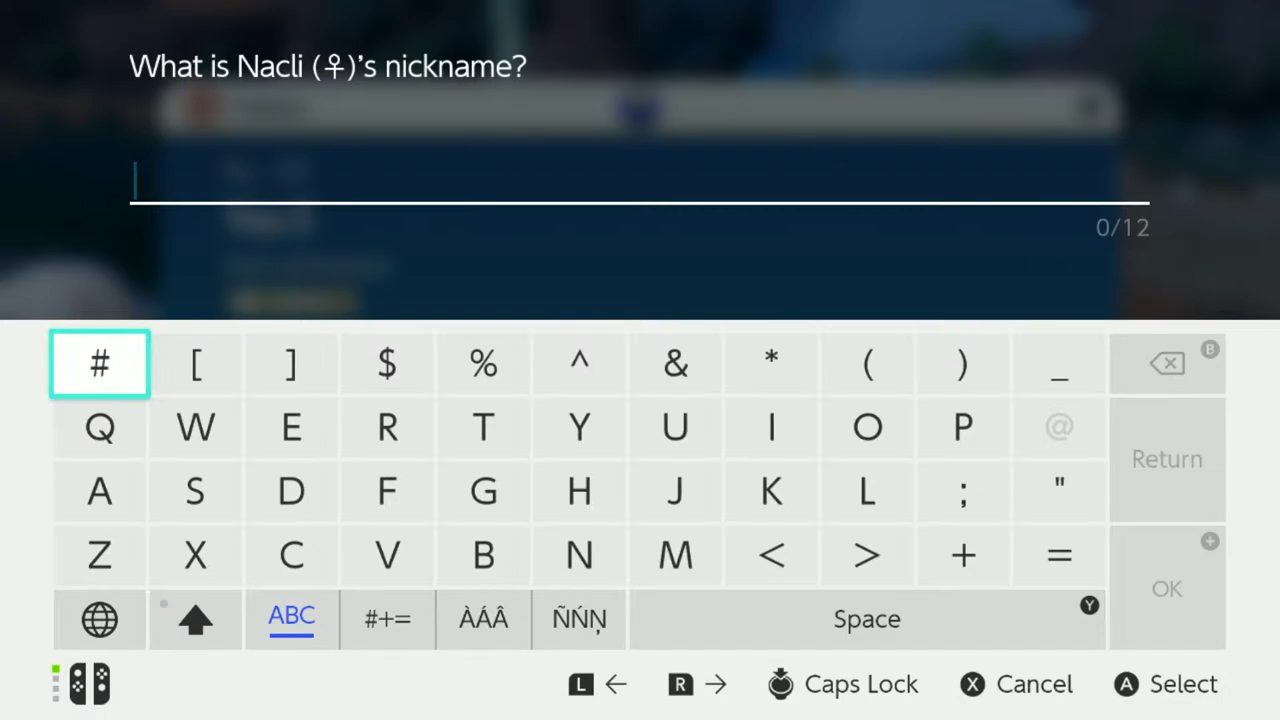 What is Nacli (♀)'s nickname?
0/12
# [ ] $ % ^ & * ( ) _ B
Q W E R T Y U I O P @ Return
A S D F G H J K L ; "
Z X C V B N M < > + = OK
ABC #+= ÀÁÂ ÑŃŅ Space Y
L ← R → Caps Lock X Cancel A Select